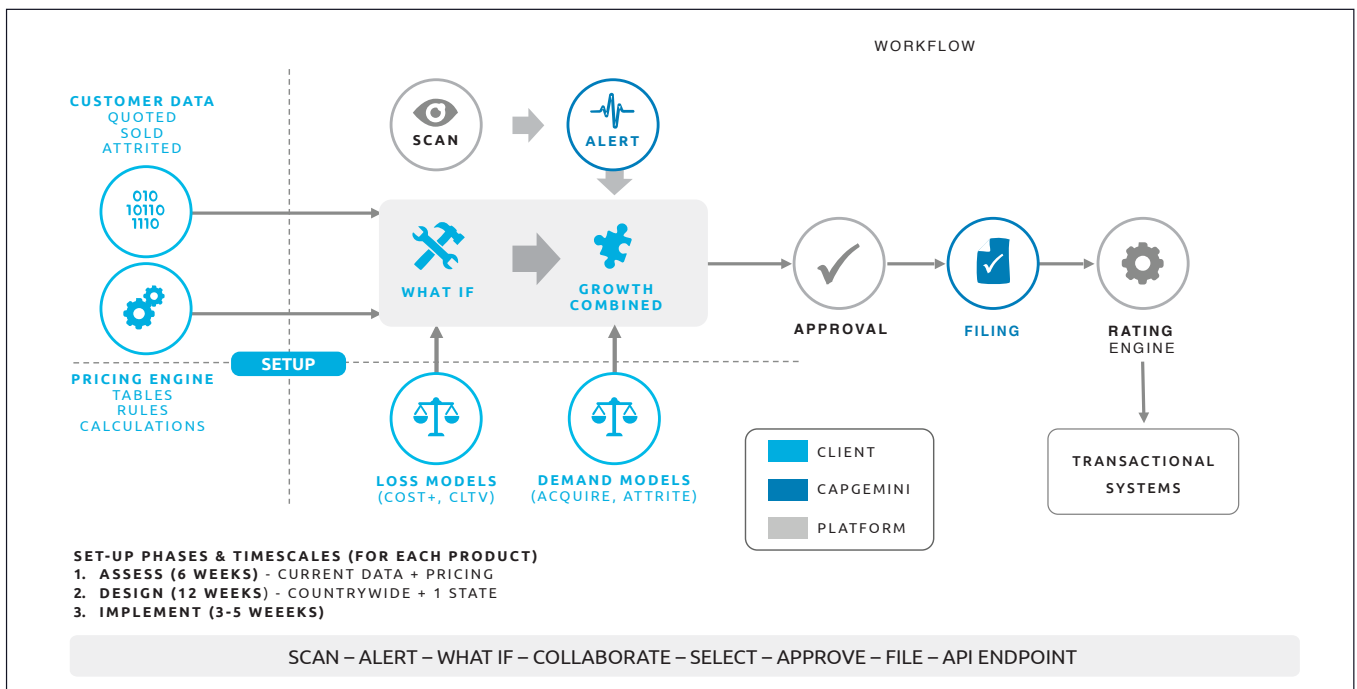 WORKFLOW
CUSTOMER DATA
QUOTED
SOLD
ATTRITED
010
10110
1110
SCAN
ALERT
WHAT IF
GROWTH
COMBINED
APPROVAL
FILING
RATING
ENGINE
SETUP
PRICING ENGINE
TABLES
RULES
CALCULATIONS
LOSS MODELS
(COST+, CLTV)
DEMAND MODELS
(ACQUIRE, ATTRITE)
CLIENT
CAPGEMINI
PLATFORM
TRANSACTIONAL
SYSTEMS
SET-UP PHASES & TIMESCALES (FOR EACH PRODUCT)
1. ASSESS (6 WEEKS) - CURRENT DATA + PRICING
2. DESIGN (12 WEEKS) - COUNTRYWIDE + 1 STATE
3. IMPLEMENT (3-5 WEEEKS)
SCAN – ALERT – WHAT IF – COLLABORATE – SELECT – APPROVE – FILE – API ENDPOINT